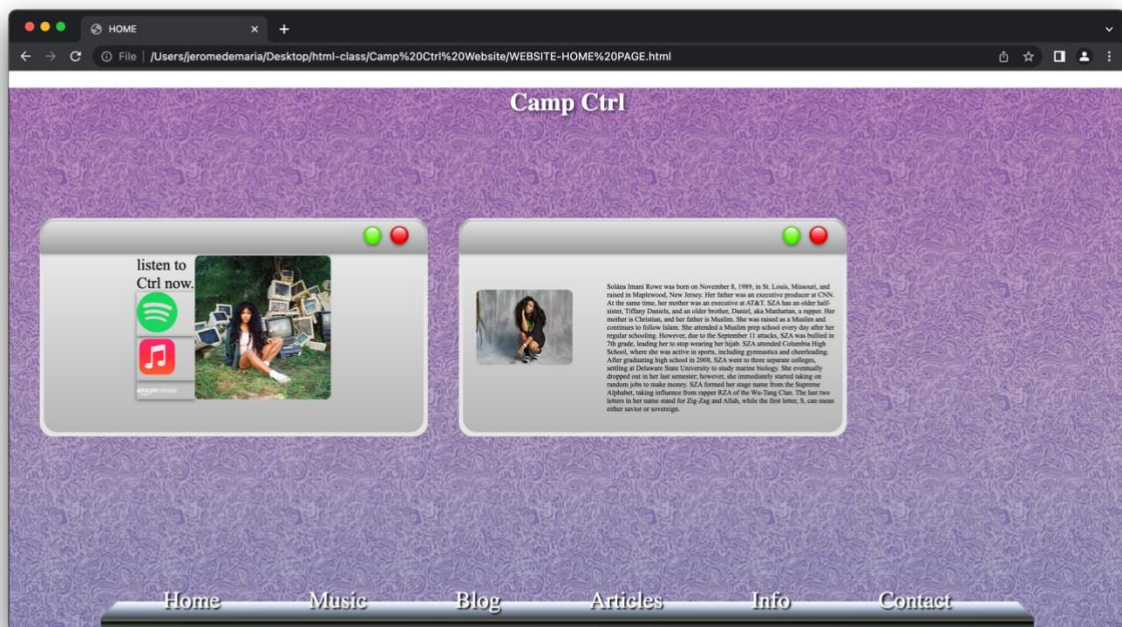 HOME
File | /Users/jeromedemaria/Desktop/html-class/Camp%20Ctrl%20Website/WEBSITE-HOME%20PAGE.html
Camp Ctrl
listen to
Ctrl now.
amazon music
Solána Imani Rowe was born on November 8, 1989, in St. Louis, Missouri, and
raised in Maplewood, New Jersey. Her father was an executive producer at CNN.
At the same time, her mother was an executive at AT&T. SZA has an older half-
sister, Tiffany Daniels, and an older brother, Daniel, aka Manhattan, a rapper. Her
mother is Christian, and her father is Muslim. She was raised as a Muslim and
continues to follow Islam. She attended a Muslim prep school every day after her
regular schooling. However, due to the September 11 attacks, SZA was bullied in
7th grade, leading her to stop wearing her hijab. SZA attended Columbia High
School, where she was active in sports, including gymnastics and cheerleading.
After graduating high school in 2008, SZA went to three separate colleges,
settling at Delaware State University to study marine biology. She eventually
dropped out in her last semester; however, she immediately started taking on
random jobs to make money. SZA formed her stage name from the Supreme
Alphabet, taking influence from rapper RZA of the Wu-Tang Clan. The last two
letters in her name stand for Zig-Zag and Allah, while the first letter, S, can mean
either savior or sovereign.
Home Music Blog Articles Info Contact